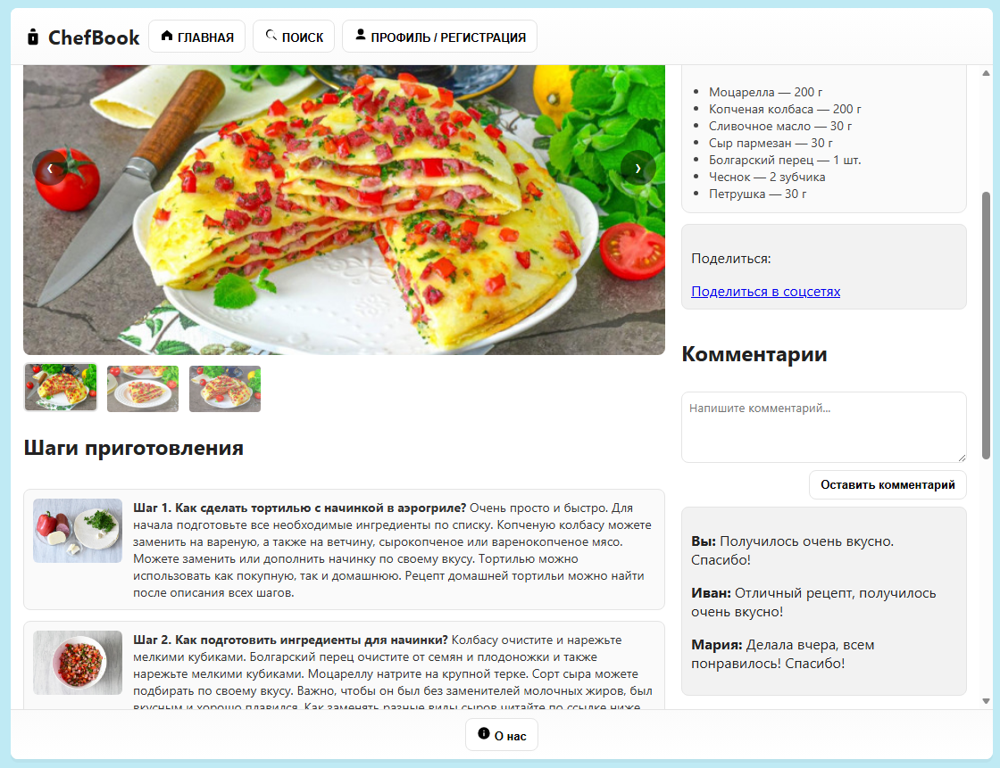 ChefBook
ГЛАВНАЯ
ПОИСК
ПРОФИЛЬ / РЕГИСТРАЦИЯ
Шаги приготовления
Шаг 1. Как сделать тортилью с начинкой в аэрогриле? Очень просто и быстро. Для
начала подготовьте все необходимые ингредиенты по списку. Копченую колбасу можете
заменить на вареную, а также на ветчину, сырокопченое или варенокопченое мясо.
Можете заменить или дополнить начинку по своему вкусу. Тортилью можно
использовать как покупную, так и домашнюю. Рецепт домашней тортильи можно найти
после описания всех шагов.
Шаг 2. Как подготовить ингредиенты для начинки? Колбасу очистите и нарежьте
мелкими кубиками. Болгарский перец очистите от семян и плодоножки и также
нарежьте мелкими кубиками. Моцареллу натрите на крупной терке. Сорт сыра можете
подбирать по своему вкусу. Важно, чтобы он был без заменителей молочных жиров, был
вкусным и хорошо плавился. Как заменять разные виды сыров читайте по ссылке ниже
Моцарелла — 200 г
Копченая колбаса — 200 г
Сливочное масло — 30 г
Сыр пармезан — 30 г
Болгарский перец — 1 шт.
Чеснок — 2 зубчика
Петрушка — 30 г
Поделиться:
Поделиться в соцсетях
Комментарии
Напишите комментарий...
Оставить комментарий
Вы: Получилось очень вкусно.
Спасибо!
Иван: Отличный рецепт, получилось
очень вкусно!
Мария: Делала вчера, всем
понравилось! Спасибо!
О нас